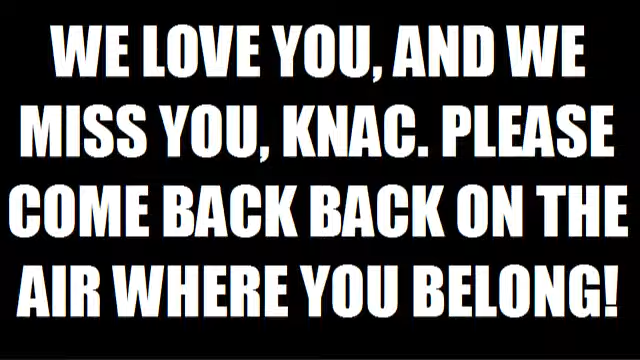 WE LOVE YOU, AND WE
MISS YOU, KNAC. PLEASE
COME BACK BACK ON THE
AIR WHERE YOU BELONG!